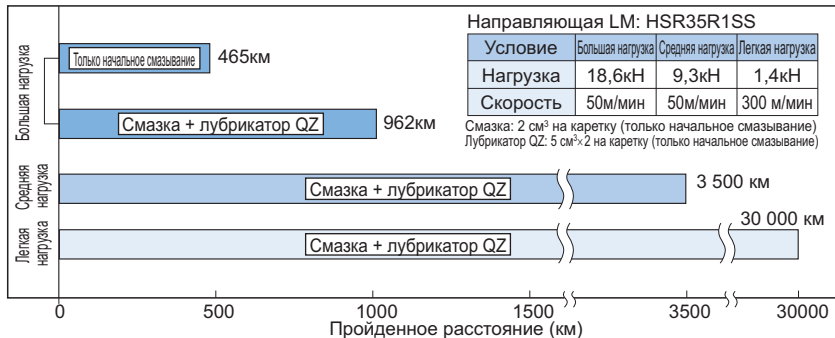 Направляющая LM: HSR35R1SS
Условие Большая нагрузка Средняя нагрузка Легкая нагрузка
Нагрузка 18,6кН 9,3кН 1,4кН
Скорость 50м/мин 50м/мин 300 м/мин
Смазка: 2 см³ на каретку (только начальное смазывание)
Лубрикатор QZ: 5 см³×2 на каретку (только начальное смазывание)
Большая нагрузка
Только начальное смазывание 465км
Смазка + лубрикатор QZ 962км
Средняя
нагрузка
Смазка + лубрикатор QZ 3 500 км
Легкая
нагрузка
Смазка + лубрикатор QZ 30 000 км
0 500 1000 1500 3500 30000
Пройденное расстояние (км)